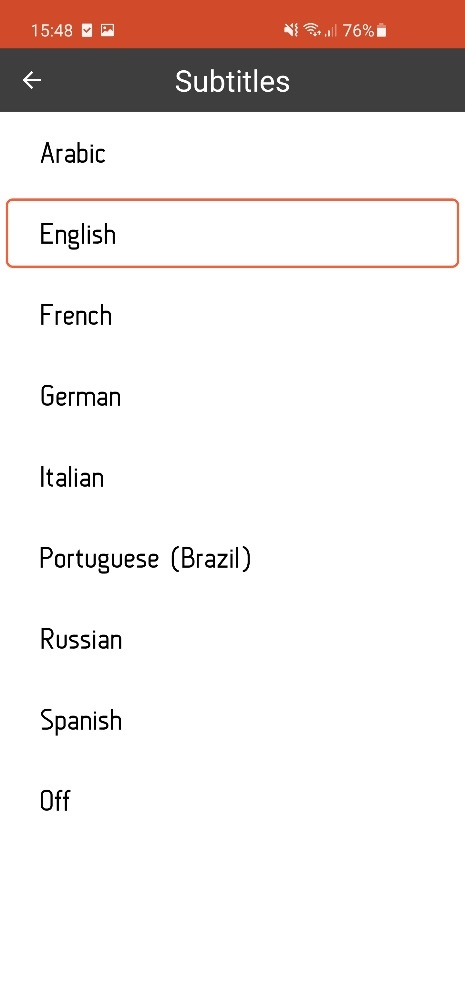 15:48 76%
Subtitles
Arabic
English
French
German
Italian
Portuguese (Brazil)
Russian
Spanish
Off